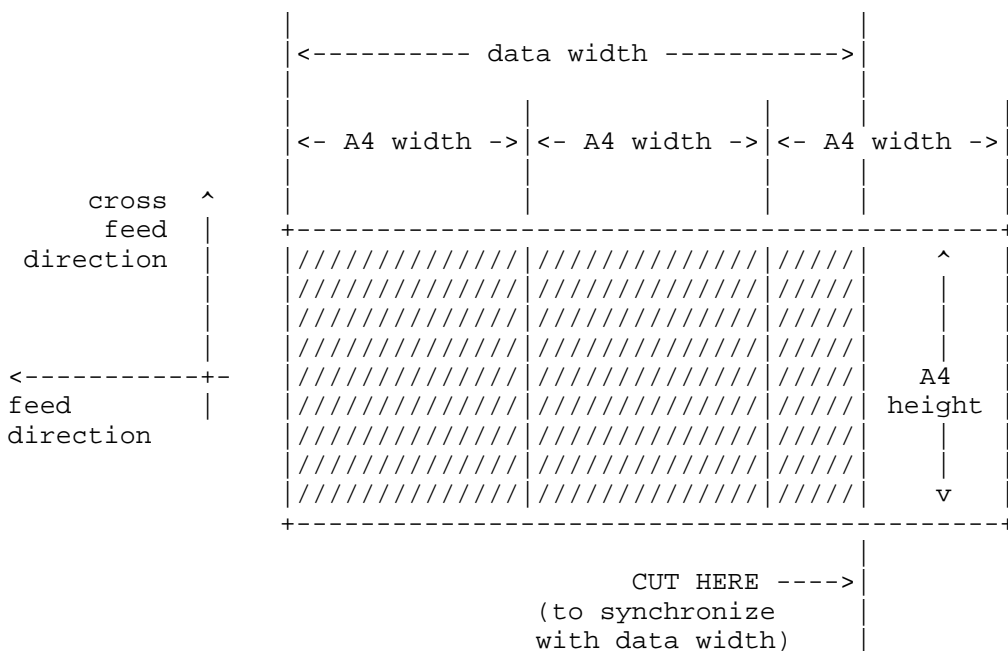 <---------- data width ----------->
<- A4 width -> <- A4 width -> <- A4 width ->
cross ^
feed
direction ^
<-----------+- A4
feed height
direction
v
CUT HERE ---->
(to synchronize
with data width)